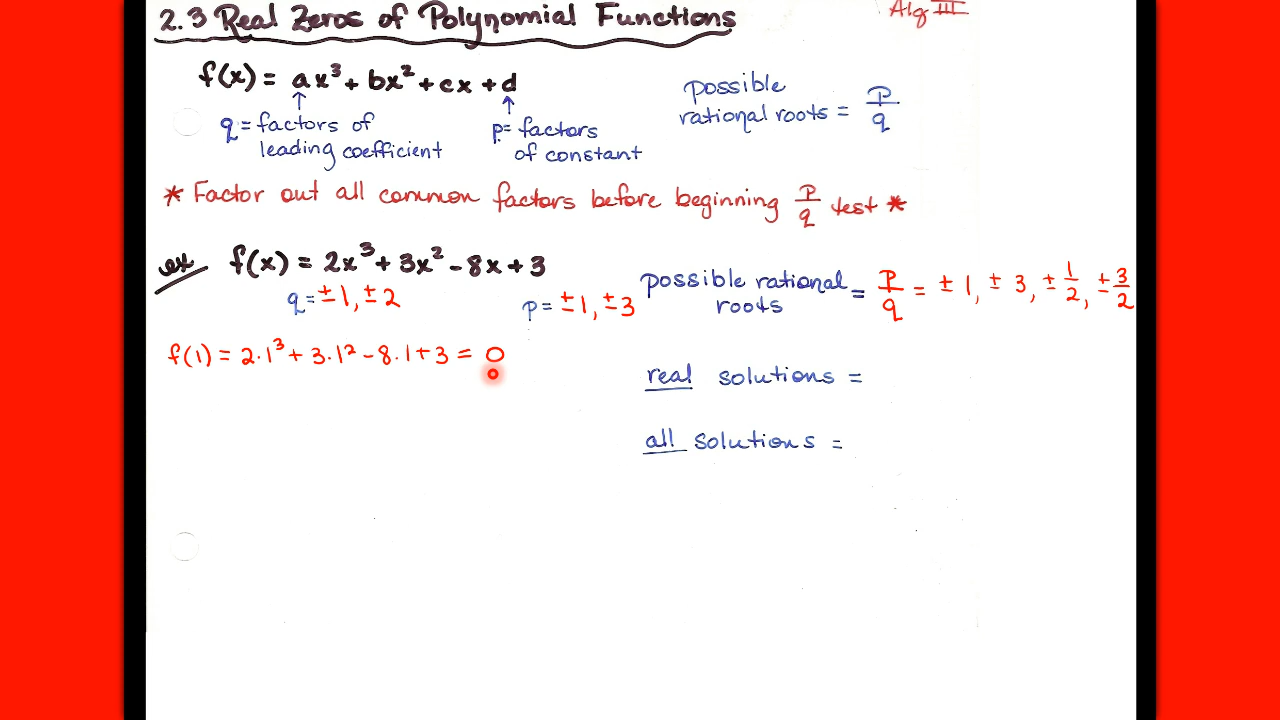 2.3 Real Zeros of Polynomial Functions
Alg III
f(x) = ax³ + bx² + cx + d
q = factors of leading coefficient
p = factors of constant
possible rational roots = p/q
* Factor out all common factors before beginning p/q test *
ex f(x) = 2x³ + 3x² - 8x + 3
q = ±1, ±2
p = ±1, ±3
possible rational roots = p/q = ±1, ±3, ±1/2, ±3/2
f(1) = 2·1³ + 3·1² - 8·1 + 3 = 0
real solutions =
all solutions =